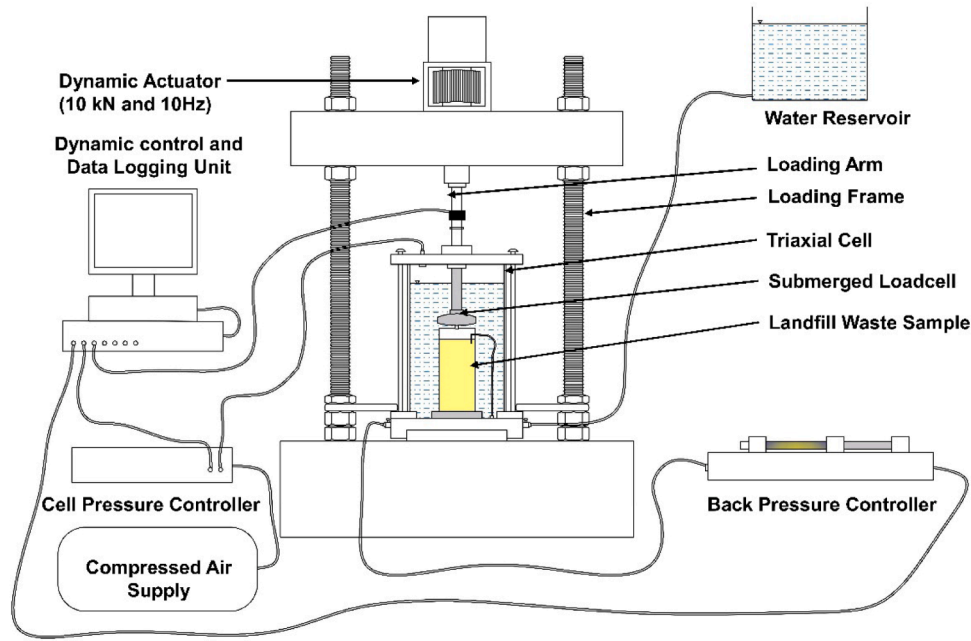 Dynamic Actuator
(10 kN and 10Hz)
Dynamic control and
Data Logging Unit
Water Reservoir
Loading Arm
Loading Frame
Triaxial Cell
Submerged Loadcell
Landfill Waste Sample
Cell Pressure Controller
Back Pressure Controller
Compressed Air
Supply